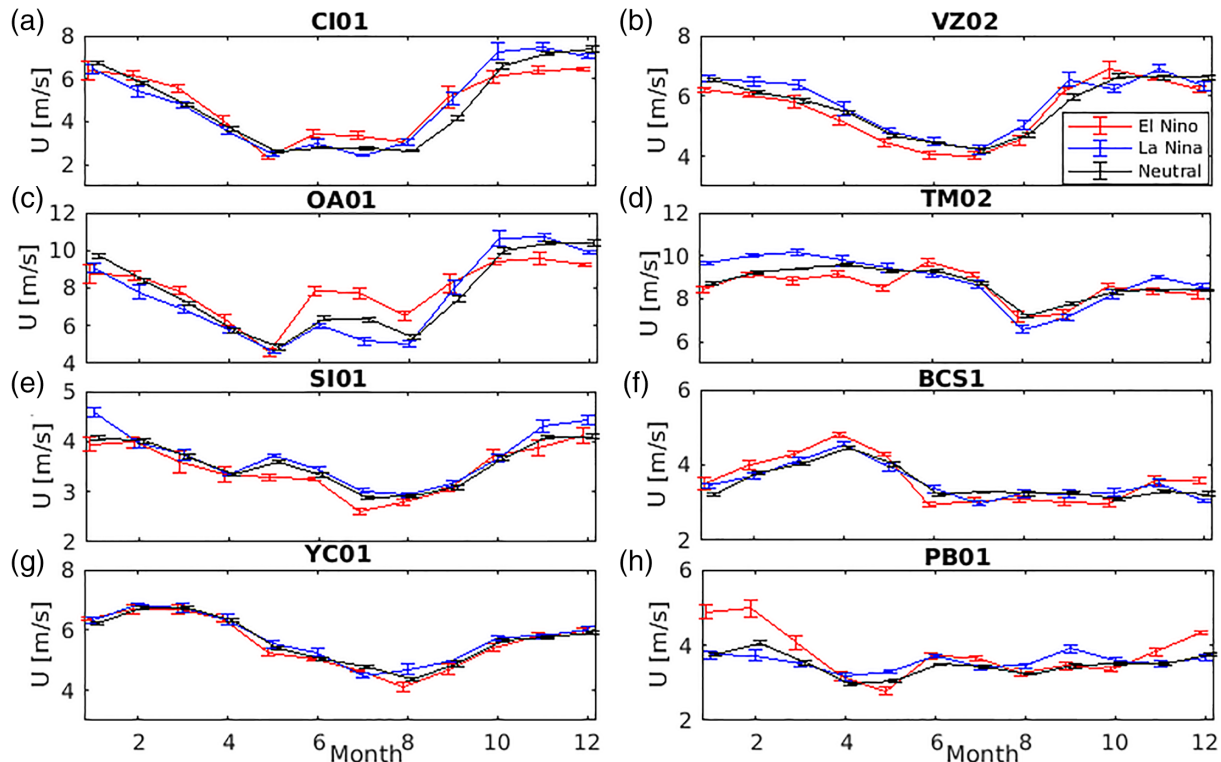 (a) CI01 (b) VZ02
8 8
6 6
4 4
2
U [m/s] U [m/s]
El Nino
La Nina
Neutral
(c) OA01 (d) TM02
12 12
10 10
8 8
6 6
4
U [m/s] U [m/s]
(e) SI01 (f) BCS1
5 6
4 4
3
2 2
U [m/s] U [m/s]
(g) YC01 (h) PB01
8 6
6 4
4 2
U [m/s] U [m/s]
2 4 6 8 10 12 2 4 6 8 10 12
Month Month